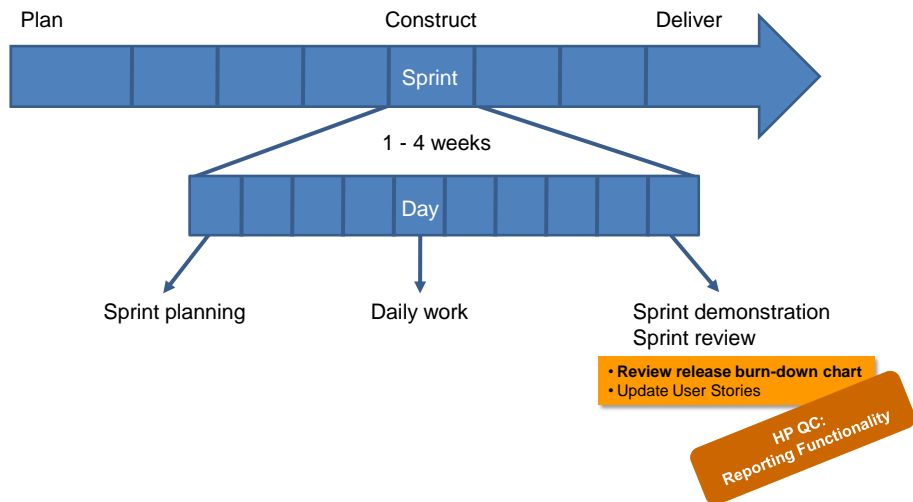 Plan
Construct
Deliver
Sprint
1 - 4 weeks
Day
Sprint planning
Daily work
Sprint demonstration
Sprint review
• Review release burn-down chart
• Update User Stories
HP QC:
Reporting Functionality